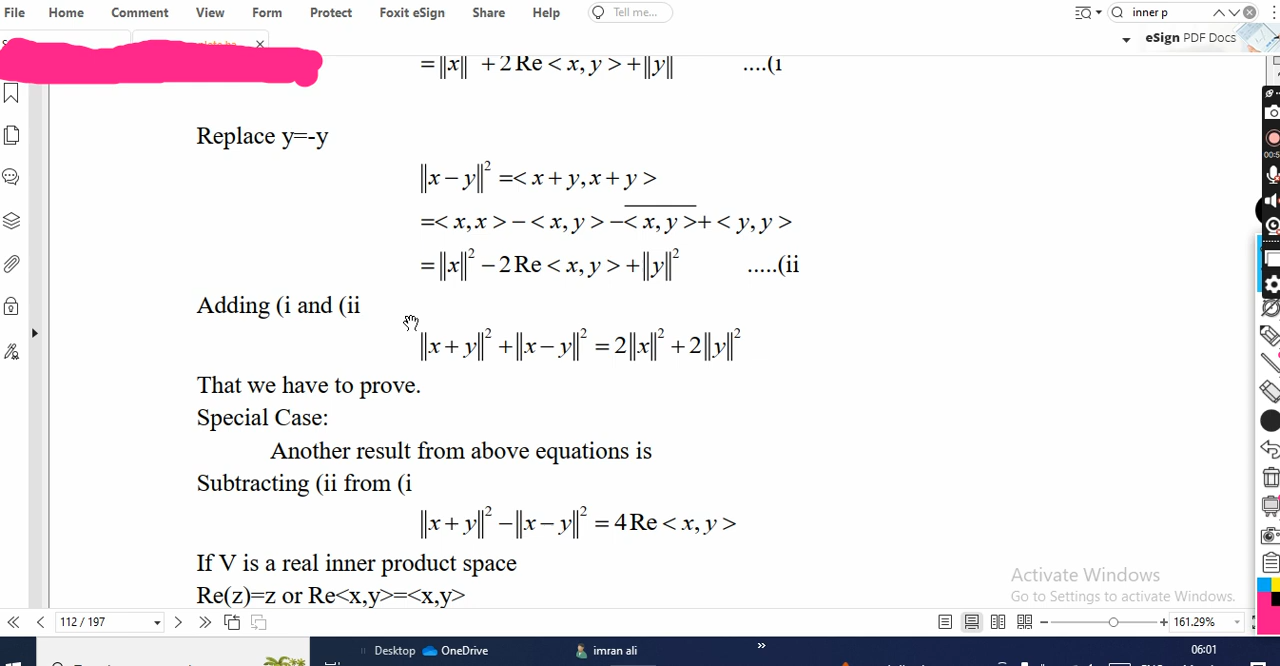 File Home Comment View Form Protect Foxit eSign Share Help Tell me... inner p
eSign PDF Docs
= ||x|| + 2 Re < x, y > + ||y|| ....(i
Replace y=-y
||x − y||² =< x + y, x + y >
=< x, x > − < x, y > − \overline{< x, y >} + < y, y >
= ||x||² − 2 Re < x, y > + ||y||² .....(ii
Adding (i and (ii
||x + y||² + ||x − y||² = 2||x||² + 2||y||²
That we have to prove.
Special Case:
Another result from above equations is
Subtracting (ii from (i
||x + y||² − ||x − y||² = 4 Re < x, y >
If V is a real inner product space
Re(z)=z or Re<x,y>=<x,y>
Activate Windows
Go to Settings to activate Windows.
112 / 197 161.29%
Desktop OneDrive imran ali 06:01